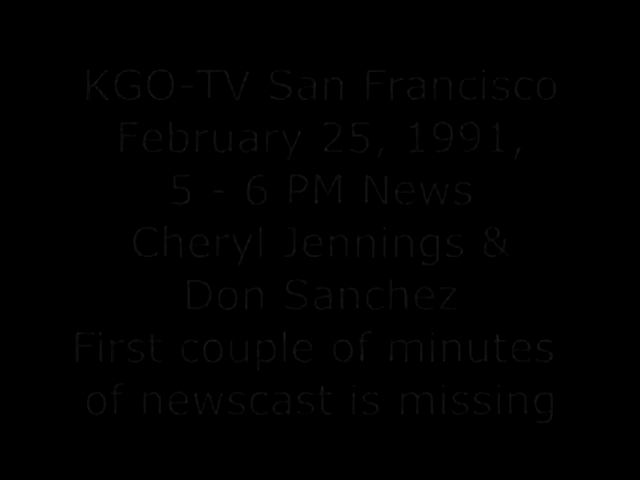 KGO-TV San Francisco
February 25, 1991,
5 - 6 PM News
Cheryl Jennings &
Don Sanchez
First couple of minutes
of newscast is missing